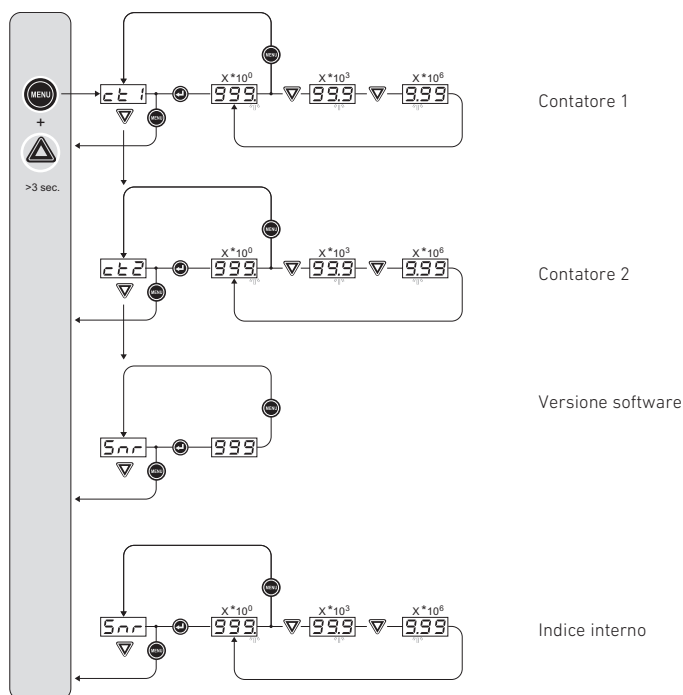 MENU
X*10⁰ X*10³ X*10⁶
MENU ct1 999. 99.9 9.99 Contatore 1
MENU
+
>3 sec.
MENU
X*10⁰ X*10³ X*10⁶
ct2 999. 99.9 9.99 Contatore 2
MENU
Versione software
MENU
Snr 999
MENU
MENU
X*10⁰ X*10³ X*10⁶
Snr 999. 99.9 9.99 Indice interno
MENU